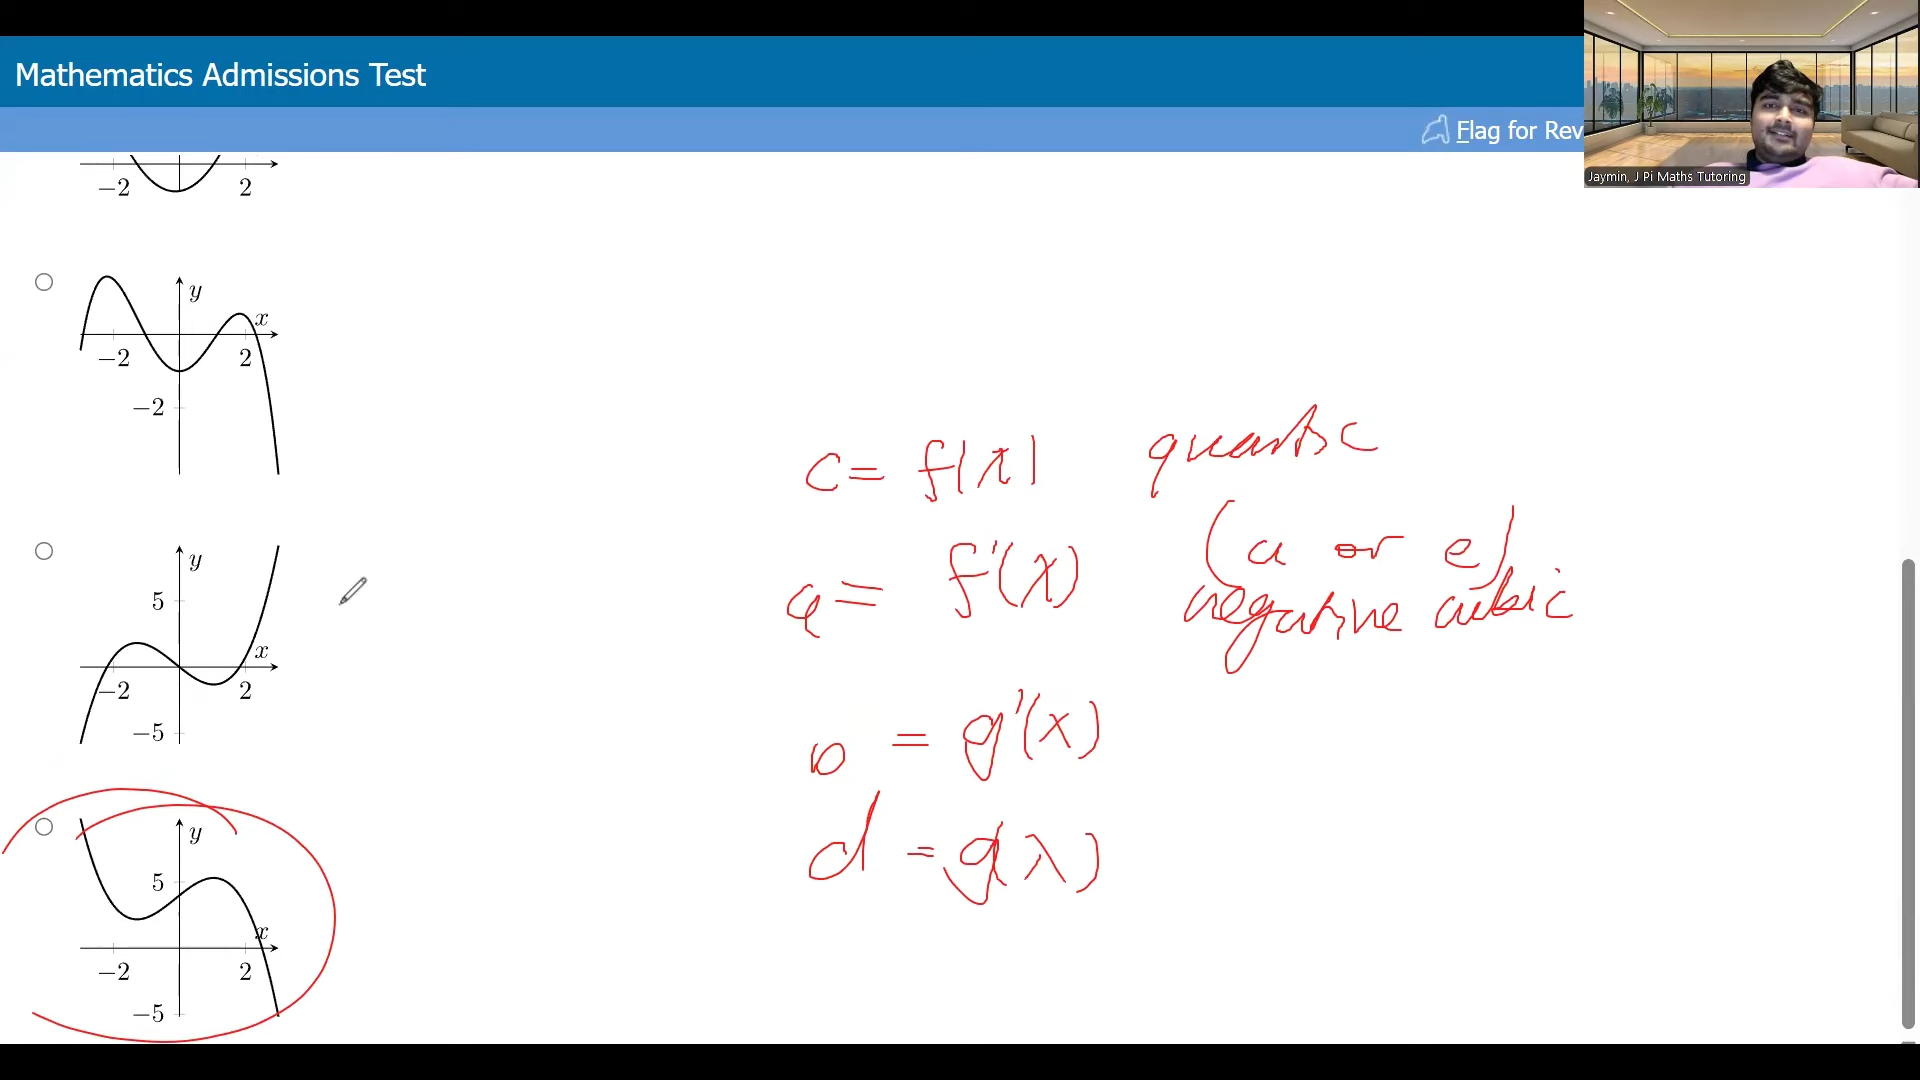 Mathematics Admissions Test
Flag for Rev
Jaymin, J Pi Maths Tutoring
−2 2
y
x
−2 2
−2
y
5
x
−2 2
−5
y
5
x
−2 2
−5
c = f(x) quartic
(a or e)
a = f'(x) negative cubic
b = g'(x)
d = g(x)